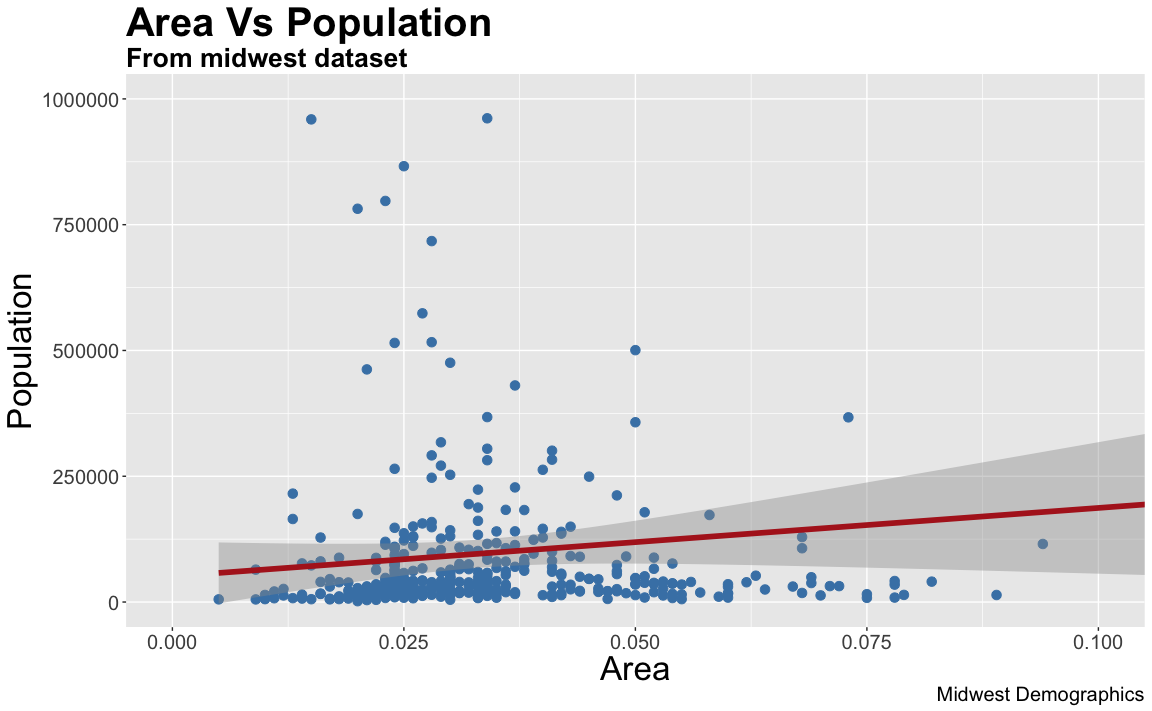 Area Vs Population
From midwest dataset
Population
1000000
750000
500000
250000
0
0.000 0.025 0.050 0.075 0.100
Area
Midwest Demographics